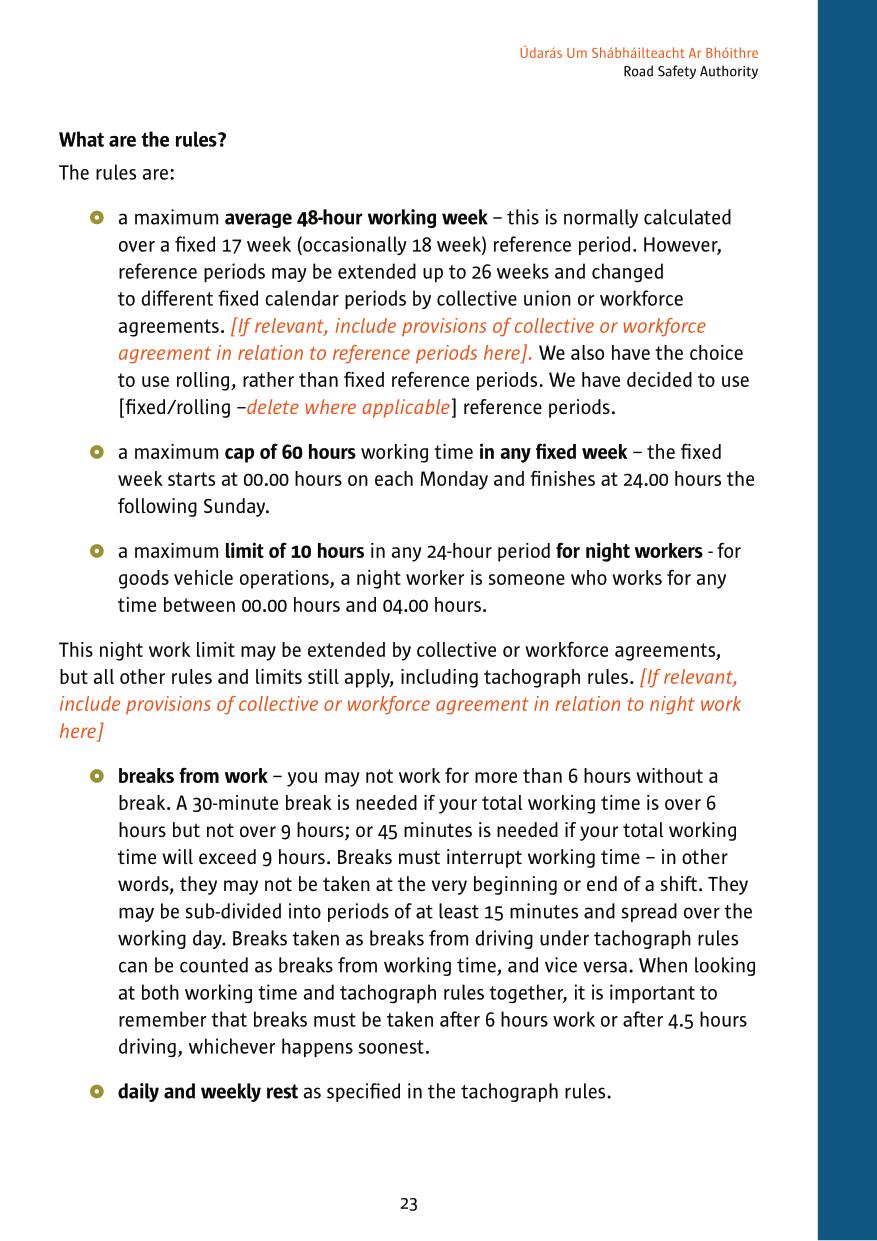 Údarás Um Shábháilteacht Ar Bhóithre
Road Safety Authority
What are the rules?
The rules are:
a maximum average 48-hour working week – this is normally calculated
over a fixed 17 week (occasionally 18 week) reference period. However,
reference periods may be extended up to 26 weeks and changed
to different fixed calendar periods by collective union or workforce
agreements. [If relevant, include provisions of collective or workforce
agreement in relation to reference periods here]. We also have the choice
to use rolling, rather than fixed reference periods. We have decided to use
[fixed/rolling –delete where applicable] reference periods.
a maximum cap of 60 hours working time in any fixed week – the fixed
week starts at 00.00 hours on each Monday and finishes at 24.00 hours the
following Sunday.
a maximum limit of 10 hours in any 24-hour period for night workers - for
goods vehicle operations, a night worker is someone who works for any
time between 00.00 hours and 04.00 hours.
This night work limit may be extended by collective or workforce agreements,
but all other rules and limits still apply, including tachograph rules. [If relevant,
include provisions of collective or workforce agreement in relation to night work
here]
breaks from work – you may not work for more than 6 hours without a
break. A 30-minute break is needed if your total working time is over 6
hours but not over 9 hours; or 45 minutes is needed if your total working
time will exceed 9 hours. Breaks must interrupt working time – in other
words, they may not be taken at the very beginning or end of a shift. They
may be sub-divided into periods of at least 15 minutes and spread over the
working day. Breaks taken as breaks from driving under tachograph rules
can be counted as breaks from working time, and vice versa. When looking
at both working time and tachograph rules together, it is important to
remember that breaks must be taken after 6 hours work or after 4.5 hours
driving, whichever happens soonest.
daily and weekly rest as specified in the tachograph rules.
23